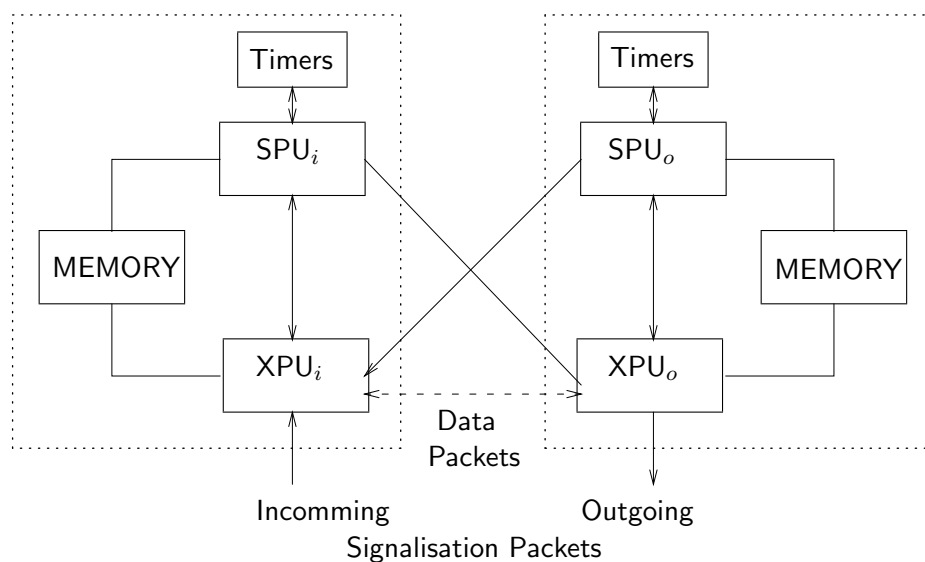 Timers
Timers
SPU_i
SPU_o
MEMORY
MEMORY
XPU_i
XPU_o
Data
Packets
Incomming
Outgoing
Signalisation Packets